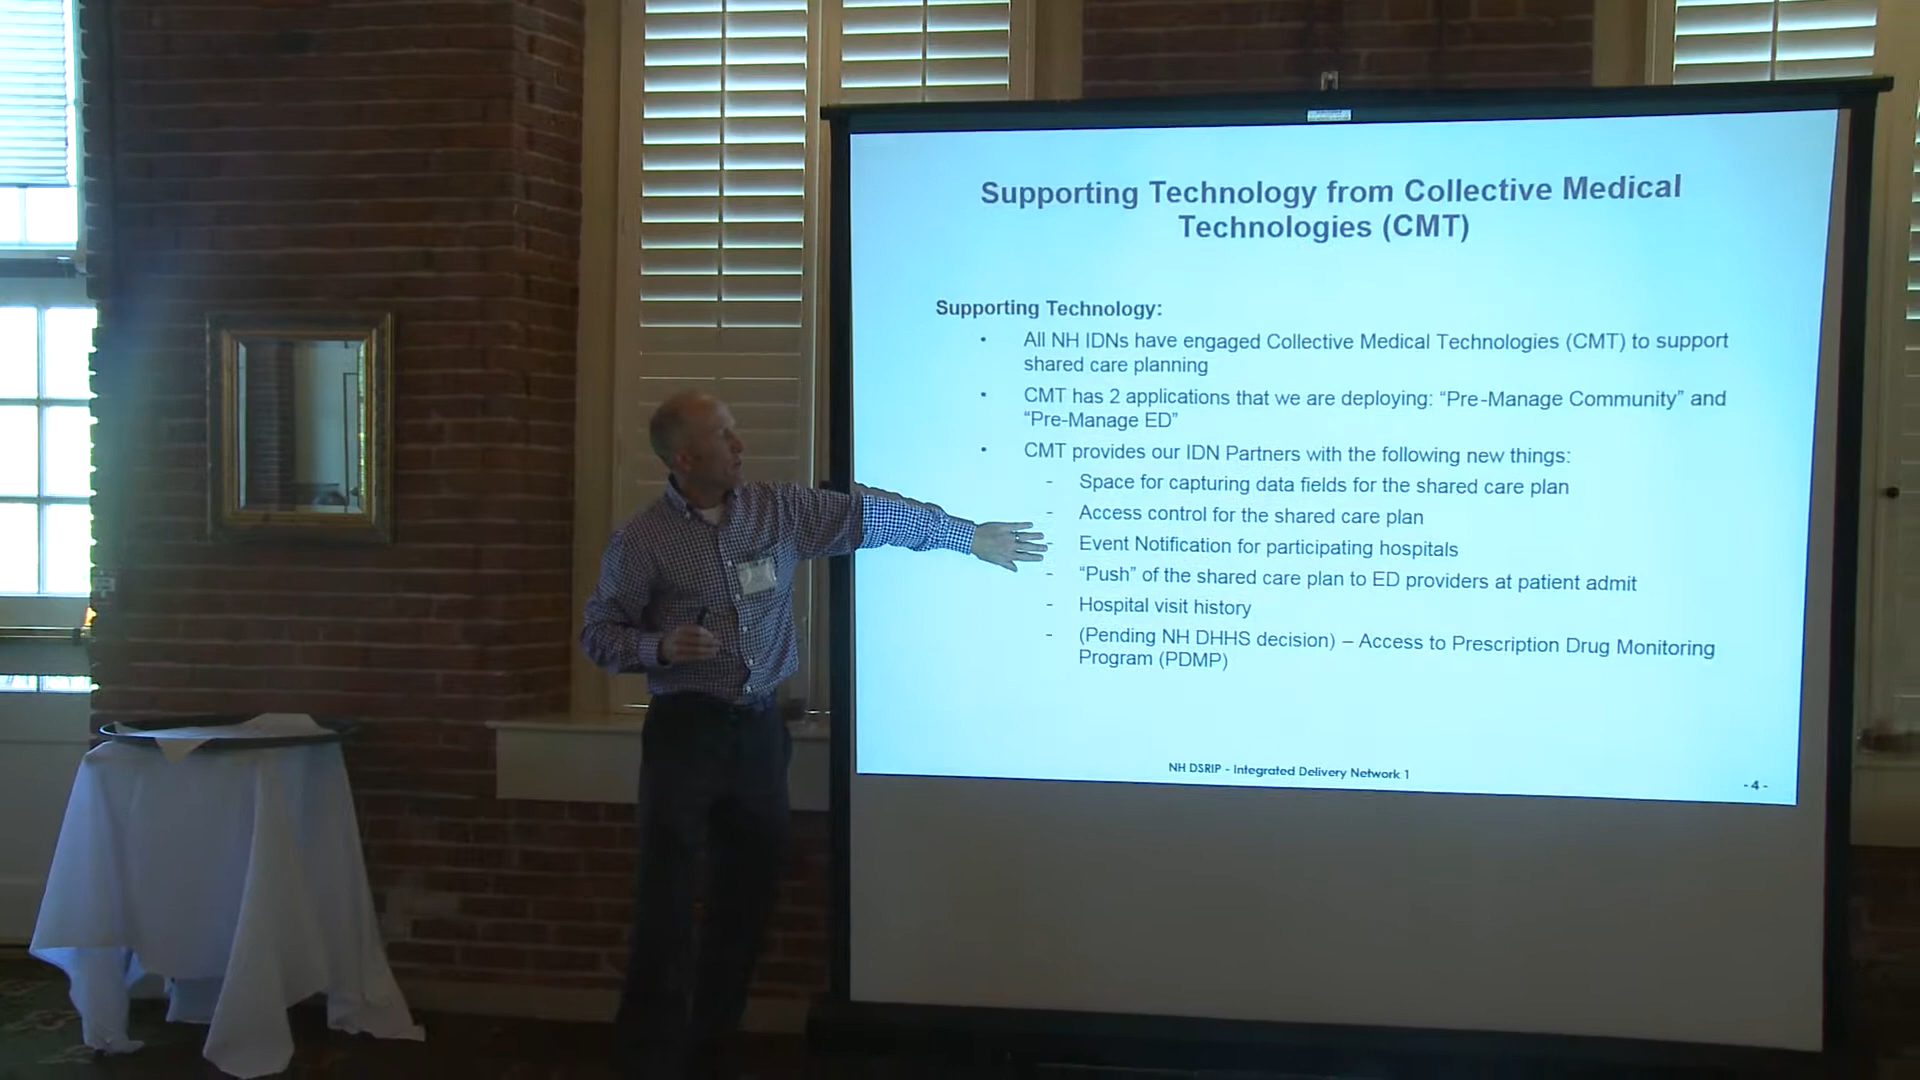 Supporting Technology from Collective Medical
Technologies (CMT)
Supporting Technology:
• All NH IDNs have engaged Collective Medical Technologies (CMT) to support
shared care planning
• CMT has 2 applications that we are deploying: “Pre-Manage Community” and
“Pre-Manage ED”
• CMT provides our IDN Partners with the following new things:
- Space for capturing data fields for the shared care plan
- Access control for the shared care plan
- Event Notification for participating hospitals
- “Push” of the shared care plan to ED providers at patient admit
- Hospital visit history
- (Pending NH DHHS decision) – Access to Prescription Drug Monitoring
Program (PDMP)
NH DSRIP - Integrated Delivery Network 1
- 4 -